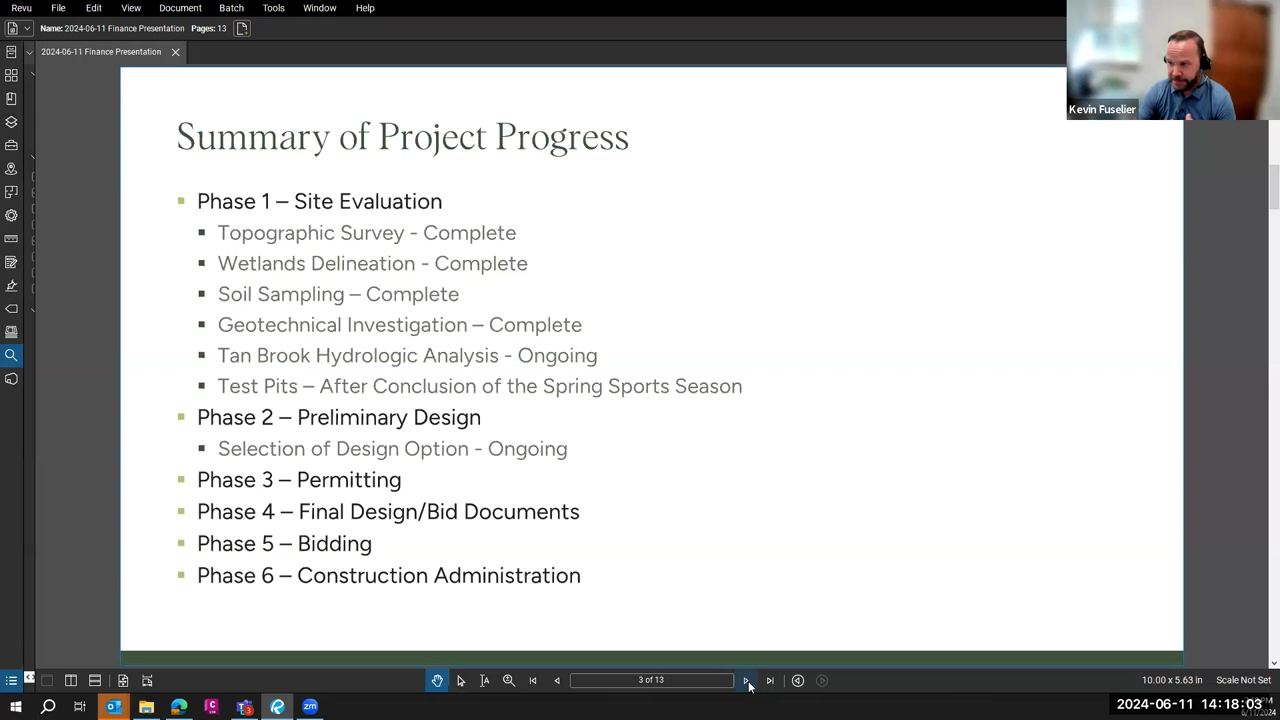 Revu File Edit View Document Batch Tools Window Help
Name: 2024-06-11 Finance Presentation Pages: 13
2024-06-11 Finance Presentation
Kevin Fuselier
Summary of Project Progress
Phase 1 – Site Evaluation
Topographic Survey - Complete
Wetlands Delineation - Complete
Soil Sampling – Complete
Geotechnical Investigation – Complete
Tan Brook Hydrologic Analysis - Ongoing
Test Pits – After Conclusion of the Spring Sports Season
Phase 2 – Preliminary Design
Selection of Design Option - Ongoing
Phase 3 – Permitting
Phase 4 – Final Design/Bid Documents
Phase 5 – Bidding
Phase 6 – Construction Administration
3 of 13
10.00 x 5.63 in Scale Not Set
2024-06-11 14:18:03